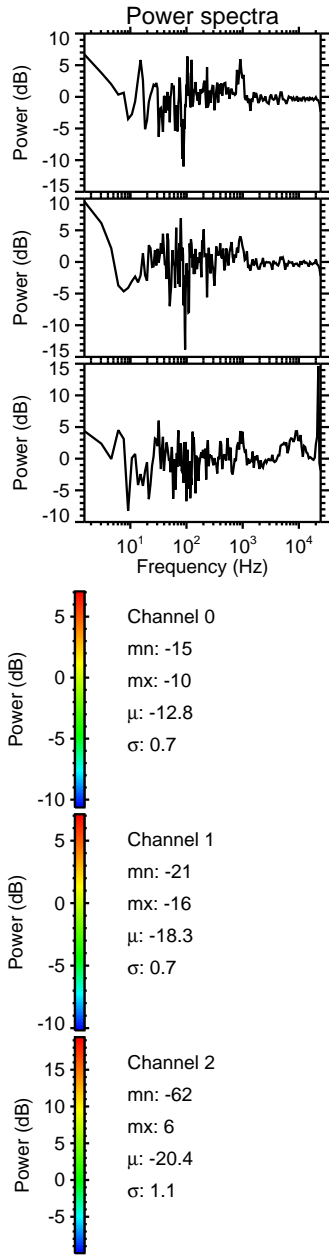 Power spectra
10
5
0
-5
-10
-15
Power (dB)
10
5
0
-5
-10
-15
Power (dB)
15
10
5
0
-5
-10
Power (dB)
10¹ 10² 10³ 10⁴
Frequency (Hz)
5
0
-5
-10
Power (dB)
Channel 0
mn: -15
mx: -10
μ: -12.8
σ: 0.7
5
0
-5
-10
Power (dB)
Channel 1
mn: -21
mx: -16
μ: -18.3
σ: 0.7
15
10
5
0
-5
Power (dB)
Channel 2
mn: -62
mx: 6
μ: -20.4
σ: 1.1